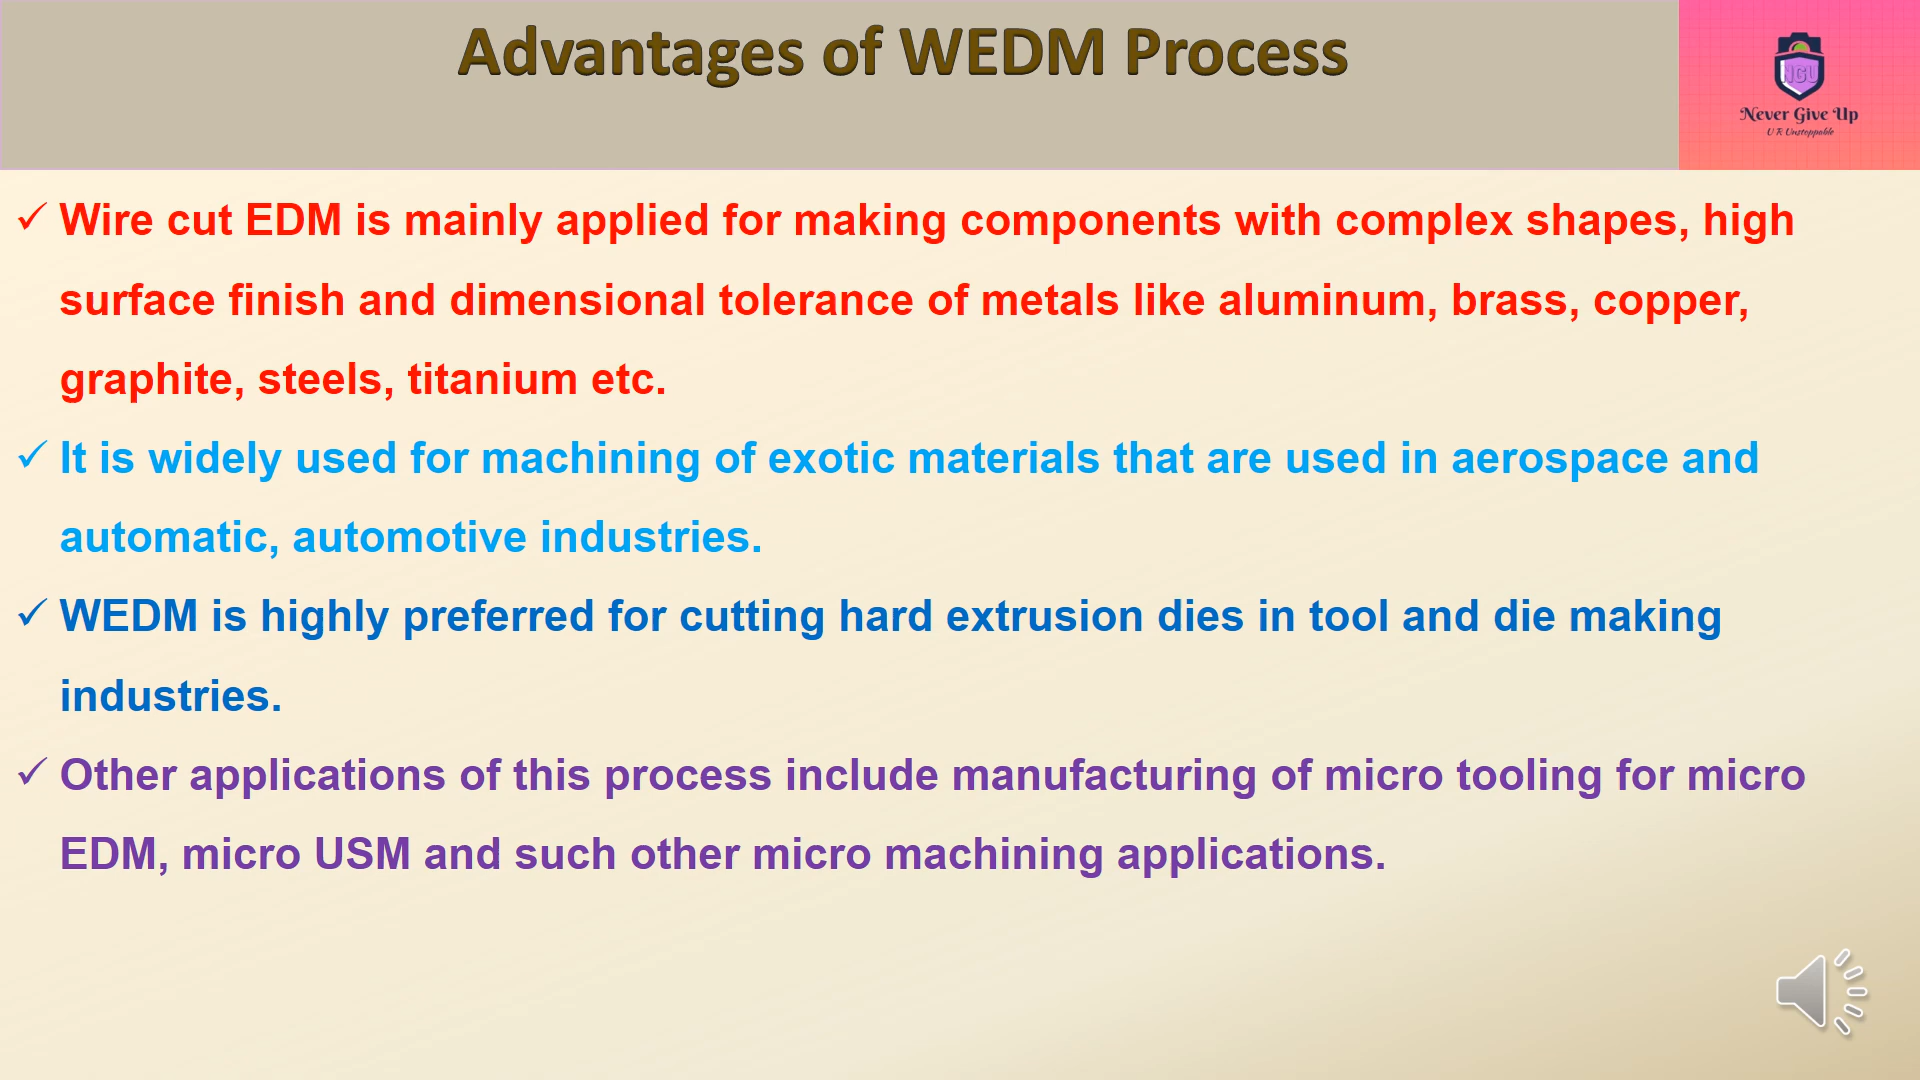 Advantages of WEDM Process
NGU
Never Give Up
U R Unstoppable
✓ Wire cut EDM is mainly applied for making components with complex shapes, high
surface finish and dimensional tolerance of metals like aluminum, brass, copper,
graphite, steels, titanium etc.
✓ It is widely used for machining of exotic materials that are used in aerospace and
automatic, automotive industries.
✓ WEDM is highly preferred for cutting hard extrusion dies in tool and die making
industries.
✓ Other applications of this process include manufacturing of micro tooling for micro
EDM, micro USM and such other micro machining applications.